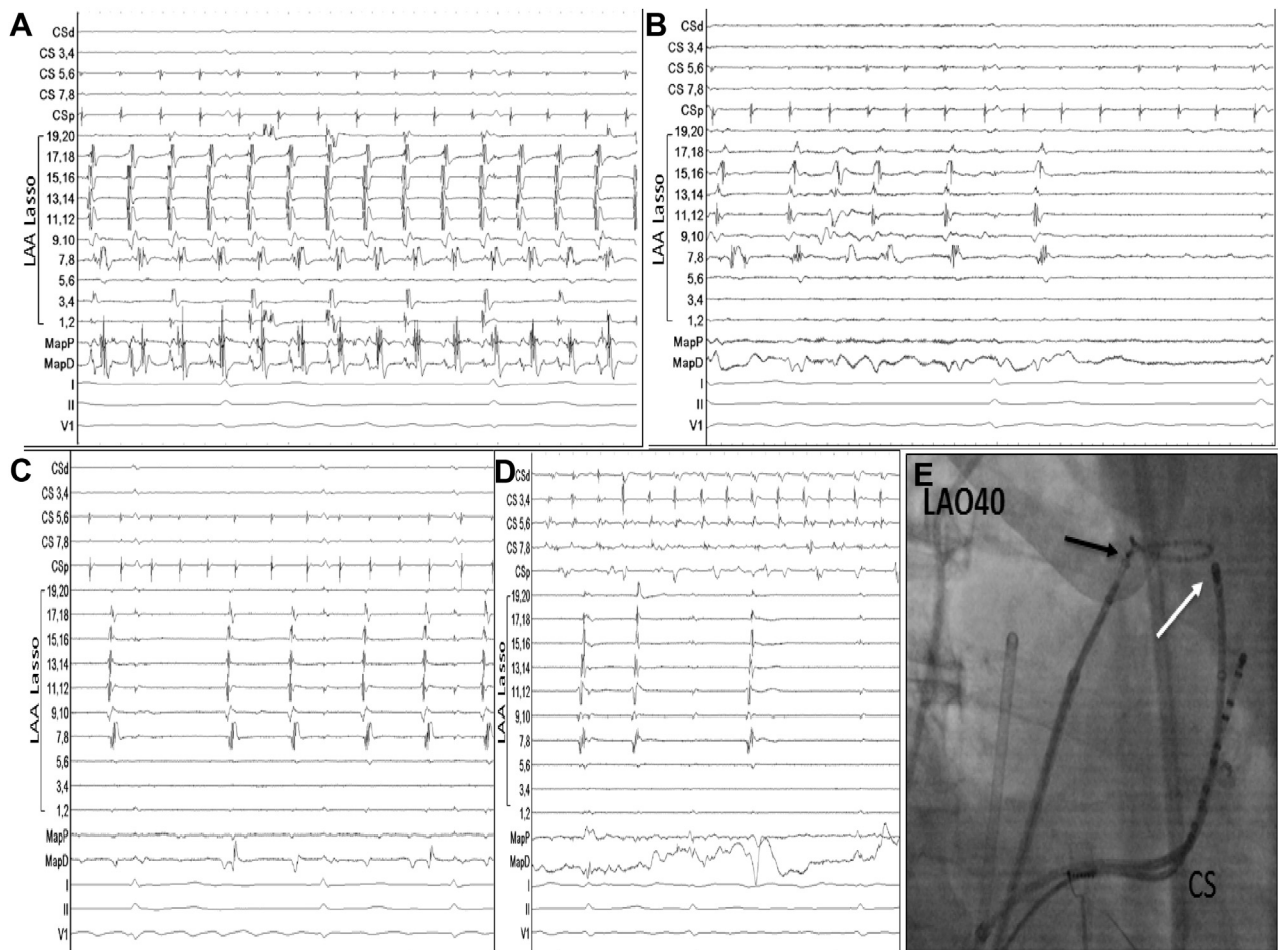 A
CSd
CS 3,4
CS 5,6
CS 7,8
CSp
LAA Lasso
19,20
17,18
15,16
13,14
11,12
9,10
7,8
5,6
3,4
1,2
MapP
MapD
I
II
V1
B
CSd
CS 3,4
CS 5,6
CS 7,8
CSp
LAA Lasso
19,20
17,18
15,16
13,14
11,12
9,10
7,8
5,6
3,4
1,2
MapP
MapD
I
II
V1
C
CSd
CS 3,4
CS 5,6
CS 7,8
CSp
LAA Lasso
19,20
17,18
15,16
13,14
11,12
9,10
7,8
5,6
3,4
1,2
MapP
MapD
I
II
V1
D
CSd
CS 3,4
CS 5,6
CS 7,8
CSp
LAA Lasso
19,20
17,18
15,16
13,14
11,12
9,10
7,8
5,6
3,4
1,2
MapP
MapD
I
II
V1
E
LAO40
CS